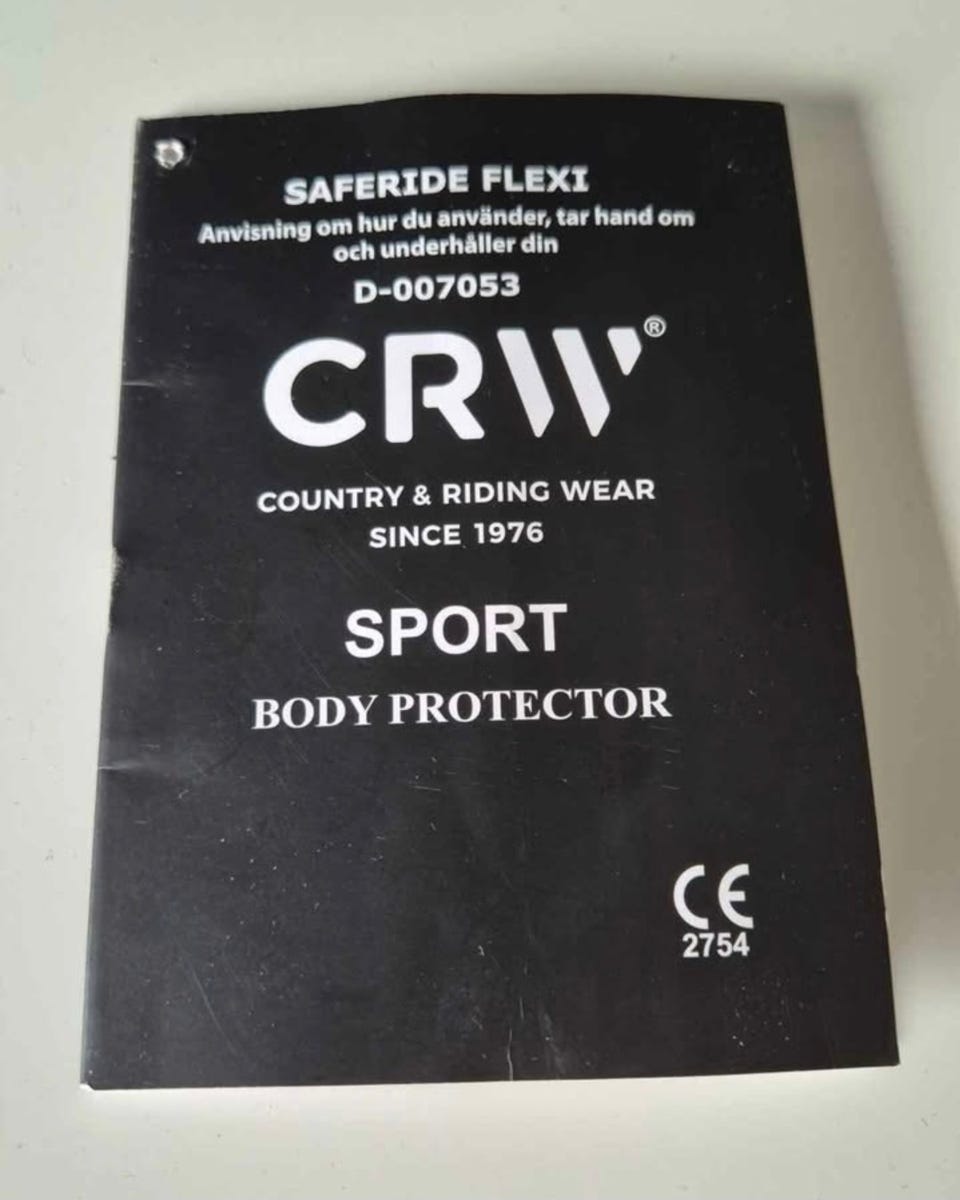 SAFERIDE FLEXI
Anvisning om hur du använder, tar hand om
och underhåller din
D-007053
CRW®
COUNTRY & RIDING WEAR
SINCE 1976
SPORT
BODY PROTECTOR
CE
2754